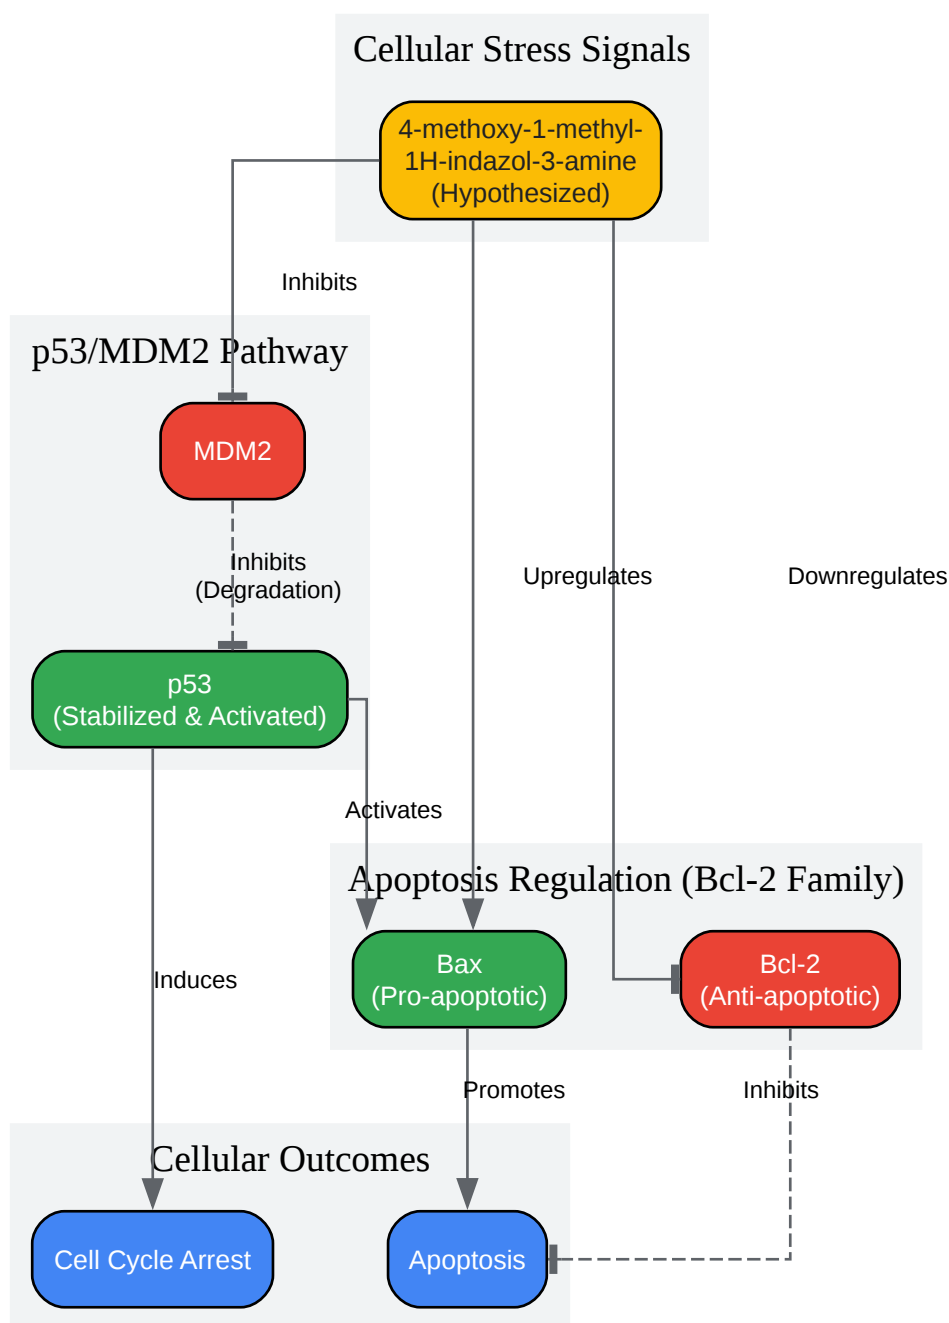 Cellular Stress Signals
4-methoxy-1-methyl-
1H-indazol-3-amine
(Hypothesized)
Inhibits
p53/MDM2 Pathway
MDM2
Inhibits
(Degradation)
Upregulates
Downregulates
p53
(Stabilized & Activated)
Activates
Apoptosis Regulation (Bcl-2 Family)
Bax
(Pro-apoptotic)
Bcl-2
(Anti-apoptotic)
Induces
Promotes
Inhibits
Cellular Outcomes
Cell Cycle Arrest
Apoptosis